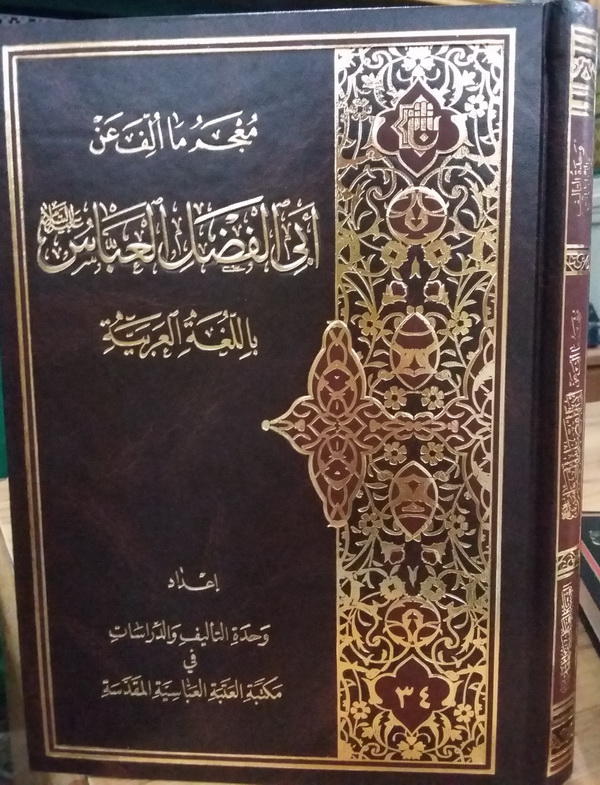 معجم ما ألف عن
أبي الفضل العباس عليه السلام
باللغة العربية
إعداد
وحدة التأليف والدراسات
في
مكتبة العتبة العباسية المقدسة
٣٤